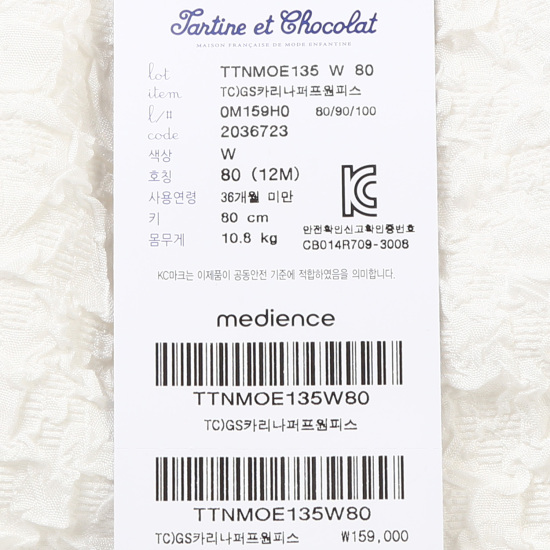 Tartine et Chocolat
MAISON FRANÇAISE DE MODE ENFANTINE
lot TTNMOE135 W 80
item TC)GS카리나퍼프원피스
l/# 0M159H0 80/90/100
code 2036723
색상 W
호칭 80 (12M)
사용연령 36개월 미만
키 80 cm
몸무게 10.8 kg
KC
안전확인신고확인증번호
CB014R709-3008
KC마크는 이제품이 공동안전 기준에 적합하였음을 의미합니다.
medience
TTNMOE135W80
TC)GS카리나퍼프원피스
TTNMOE135W80
TC)GS카리나퍼프원피스 ₩159,000